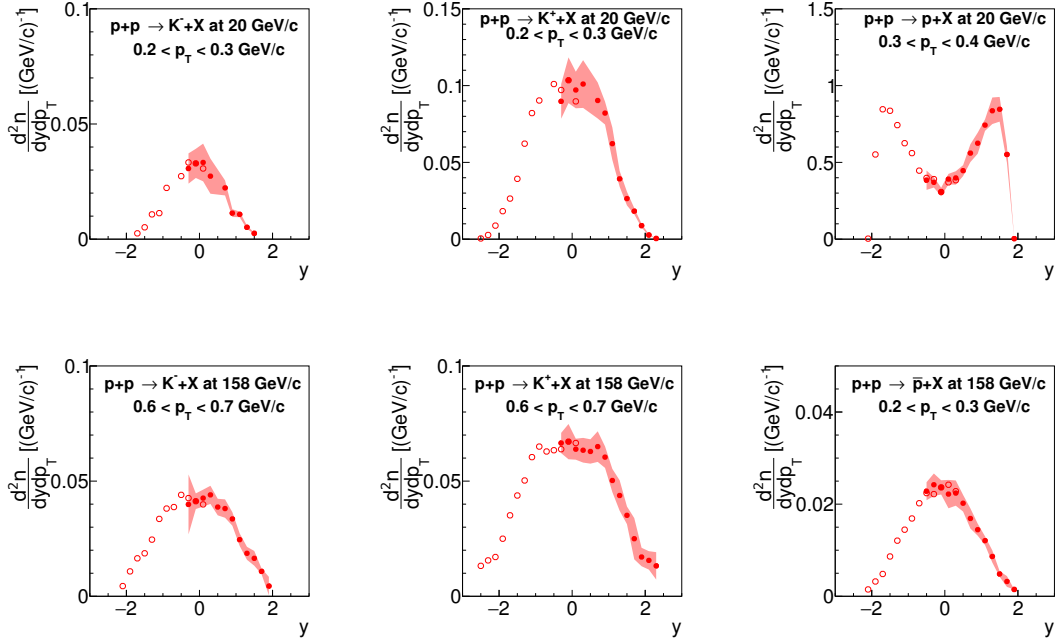 p+p → K⁻+X at 20 GeV/c
0.2 < p_T < 0.3 GeV/c
d²n/dydp_T [(GeV/c)⁻¹]
0.1
0.05
0
−2 0 2
y
p+p → K⁺+X at 20 GeV/c
0.2 < p_T < 0.3 GeV/c
d²n/dydp_T [(GeV/c)⁻¹]
0.15
0.1
0.05
0
−2 0 2
y
p+p → p+X at 20 GeV/c
0.3 < p_T < 0.4 GeV/c
d²n/dydp_T [(GeV/c)⁻¹]
1.5
1
0.5
0
−2 0 2
y
p+p → K⁻+X at 158 GeV/c
0.6 < p_T < 0.7 GeV/c
d²n/dydp_T [(GeV/c)⁻¹]
0.1
0.05
0
−2 0 2
y
p+p → K⁺+X at 158 GeV/c
0.6 < p_T < 0.7 GeV/c
d²n/dydp_T [(GeV/c)⁻¹]
0.1
0.05
0
−2 0 2
y
p+p → p̅+X at 158 GeV/c
0.2 < p_T < 0.3 GeV/c
d²n/dydp_T [(GeV/c)⁻¹]
0.04
0.02
0
−2 0 2
y